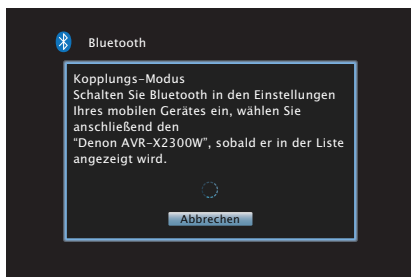 Bluetooth
Kopplungs-Modus
Schalten Sie Bluetooth in den Einstellungen
Ihres mobilen Gerätes ein, wählen Sie
anschließend den
“Denon AVR-X2300W”, sobald er in der Liste
angezeigt wird.
Abbrechen